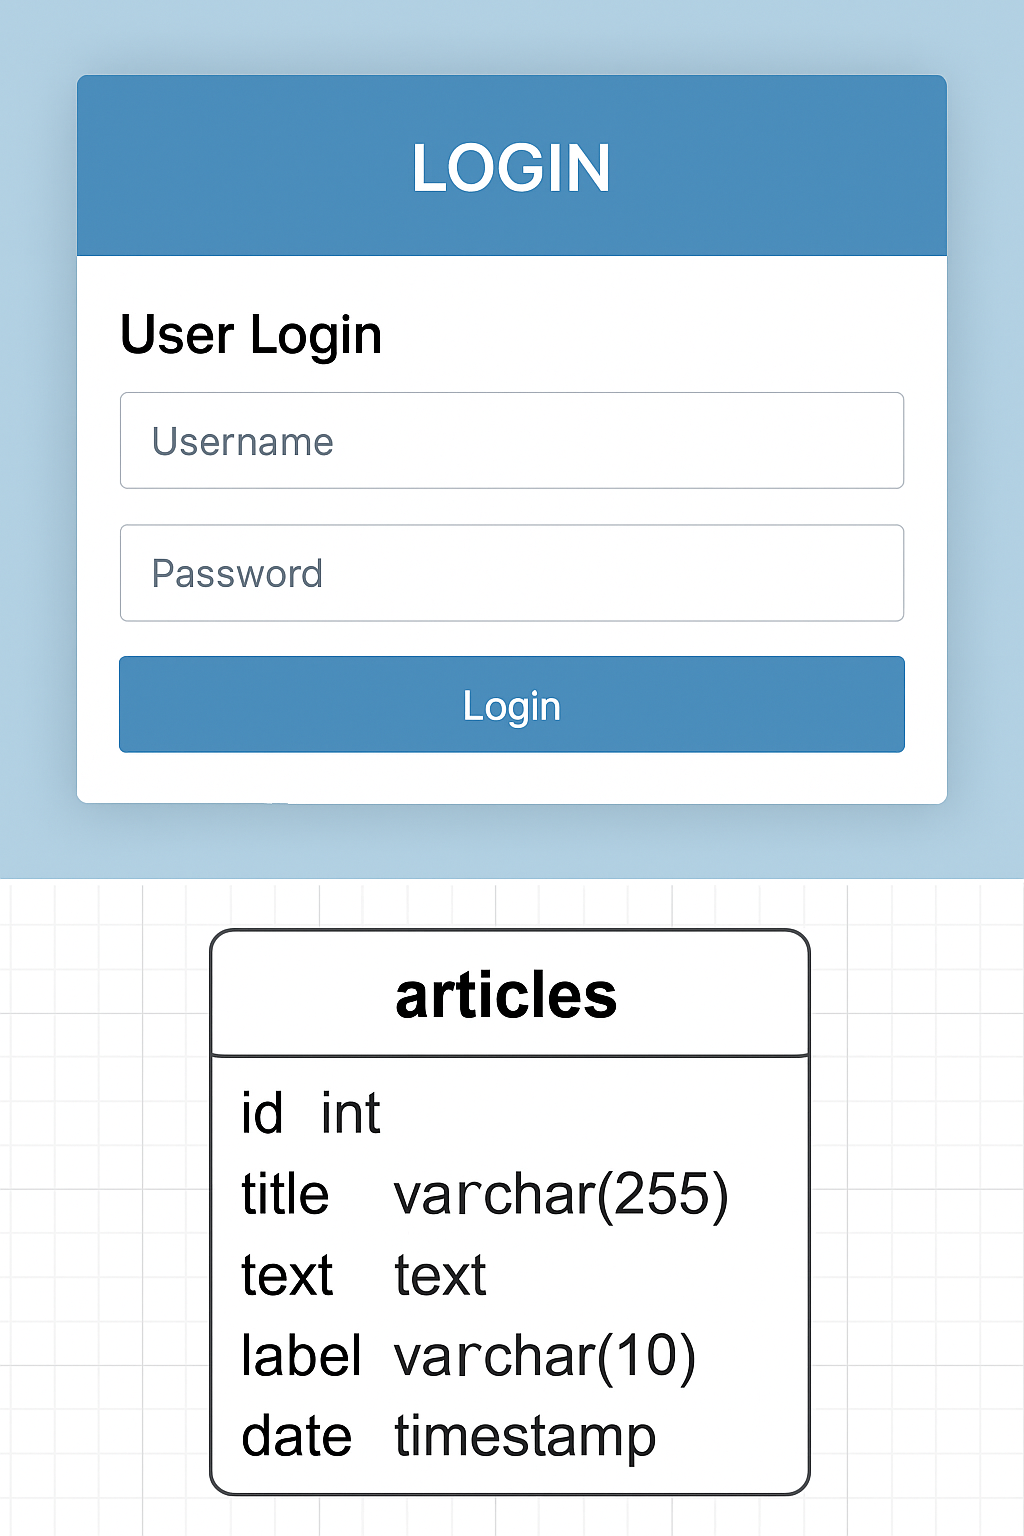 LOGIN
User Login
Username
Password
Login
articles
id int
title varchar(255)
text text
label varchar(10)
date timestamp